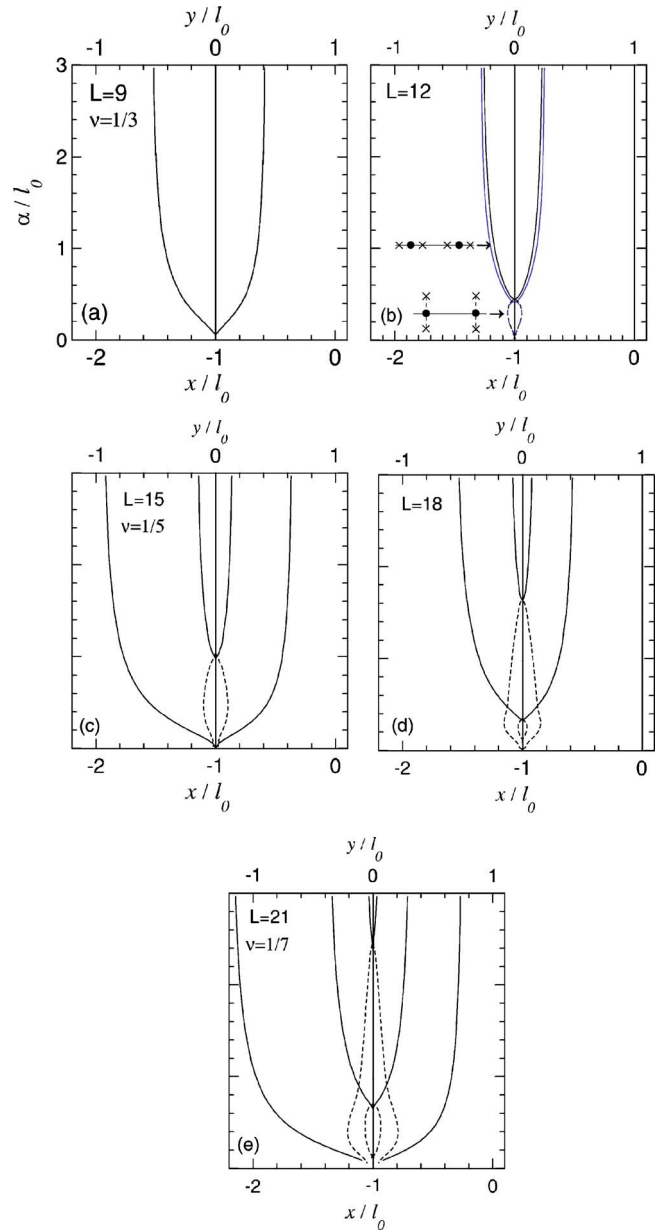 y / l0
y / l0
-1 0 1
-1 0 1
3
2
1
0
α / l0
L=9
ν=1/3
(a)
L=12
(b)
-2 -1 0
-2 -1 0
x / l0
x / l0
y / l0
y / l0
-1 0 1
-1 0 1
L=15
ν=1/5
(c)
L=18
(d)
-2 -1 0
-2 -1 0
x / l0
x / l0
y / l0
-1 0 1
L=21
ν=1/7
(e)
-2 -1 0
x / l0